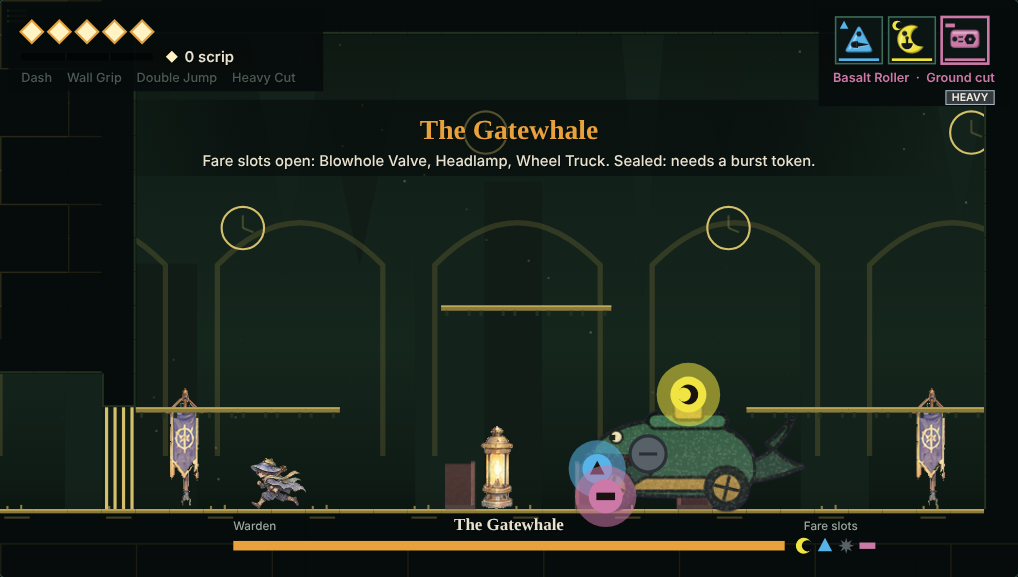 0 scrip
Dash Wall Grip Double Jump Heavy Cut
Basalt Roller · Ground cut
HEAVY
The Gatewhale
Fare slots open: Blowhole Valve, Headlamp, Wheel Truck. Sealed: needs a burst token.
Warden
The Gatewhale
Fare slots